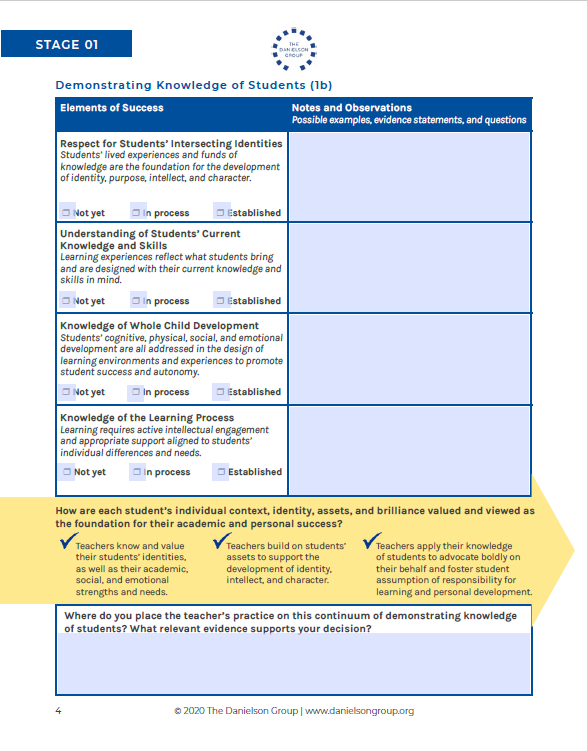 STAGE 01
THE
DANIELSON
GROUP
Demonstrating Knowledge of Students (1b)
Elements of Success
Notes and Observations
Possible examples, evidence statements, and questions
Respect for Students' Intersecting Identities
Students' lived experiences and funds of
knowledge are the foundation for the development
of identity, purpose, intellect, and character.
❒ Not yet ❒ In process ❒ Established
Understanding of Students' Current
Knowledge and Skills
Learning experiences reflect what students bring
and are designed with their current knowledge and
skills in mind.
❒ Not yet ❒ In process ❒ Established
Knowledge of Whole Child Development
Students' cognitive, physical, social, and emotional
development are all addressed in the design of
learning environments and experiences to promote
student success and autonomy.
❒ Not yet ❒ In process ❒ Established
Knowledge of the Learning Process
Learning requires active intellectual engagement
and appropriate support aligned to students'
individual differences and needs.
❒ Not yet ❒ In process ❒ Established
How are each student's individual context, identity, assets, and brilliance valued and viewed as
the foundation for their academic and personal success?
Teachers know and value
their students' identities,
as well as their academic,
social, and emotional
strengths and needs.
Teachers build on students'
assets to support the
development of identity,
intellect, and character.
Teachers apply their knowledge
of students to advocate boldly on
their behalf and foster student
assumption of responsibility for
learning and personal development.
Where do you place the teacher's practice on this continuum of demonstrating knowledge
of students? What relevant evidence supports your decision?
4
© 2020 The Danielson Group | www.danielsongroup.org